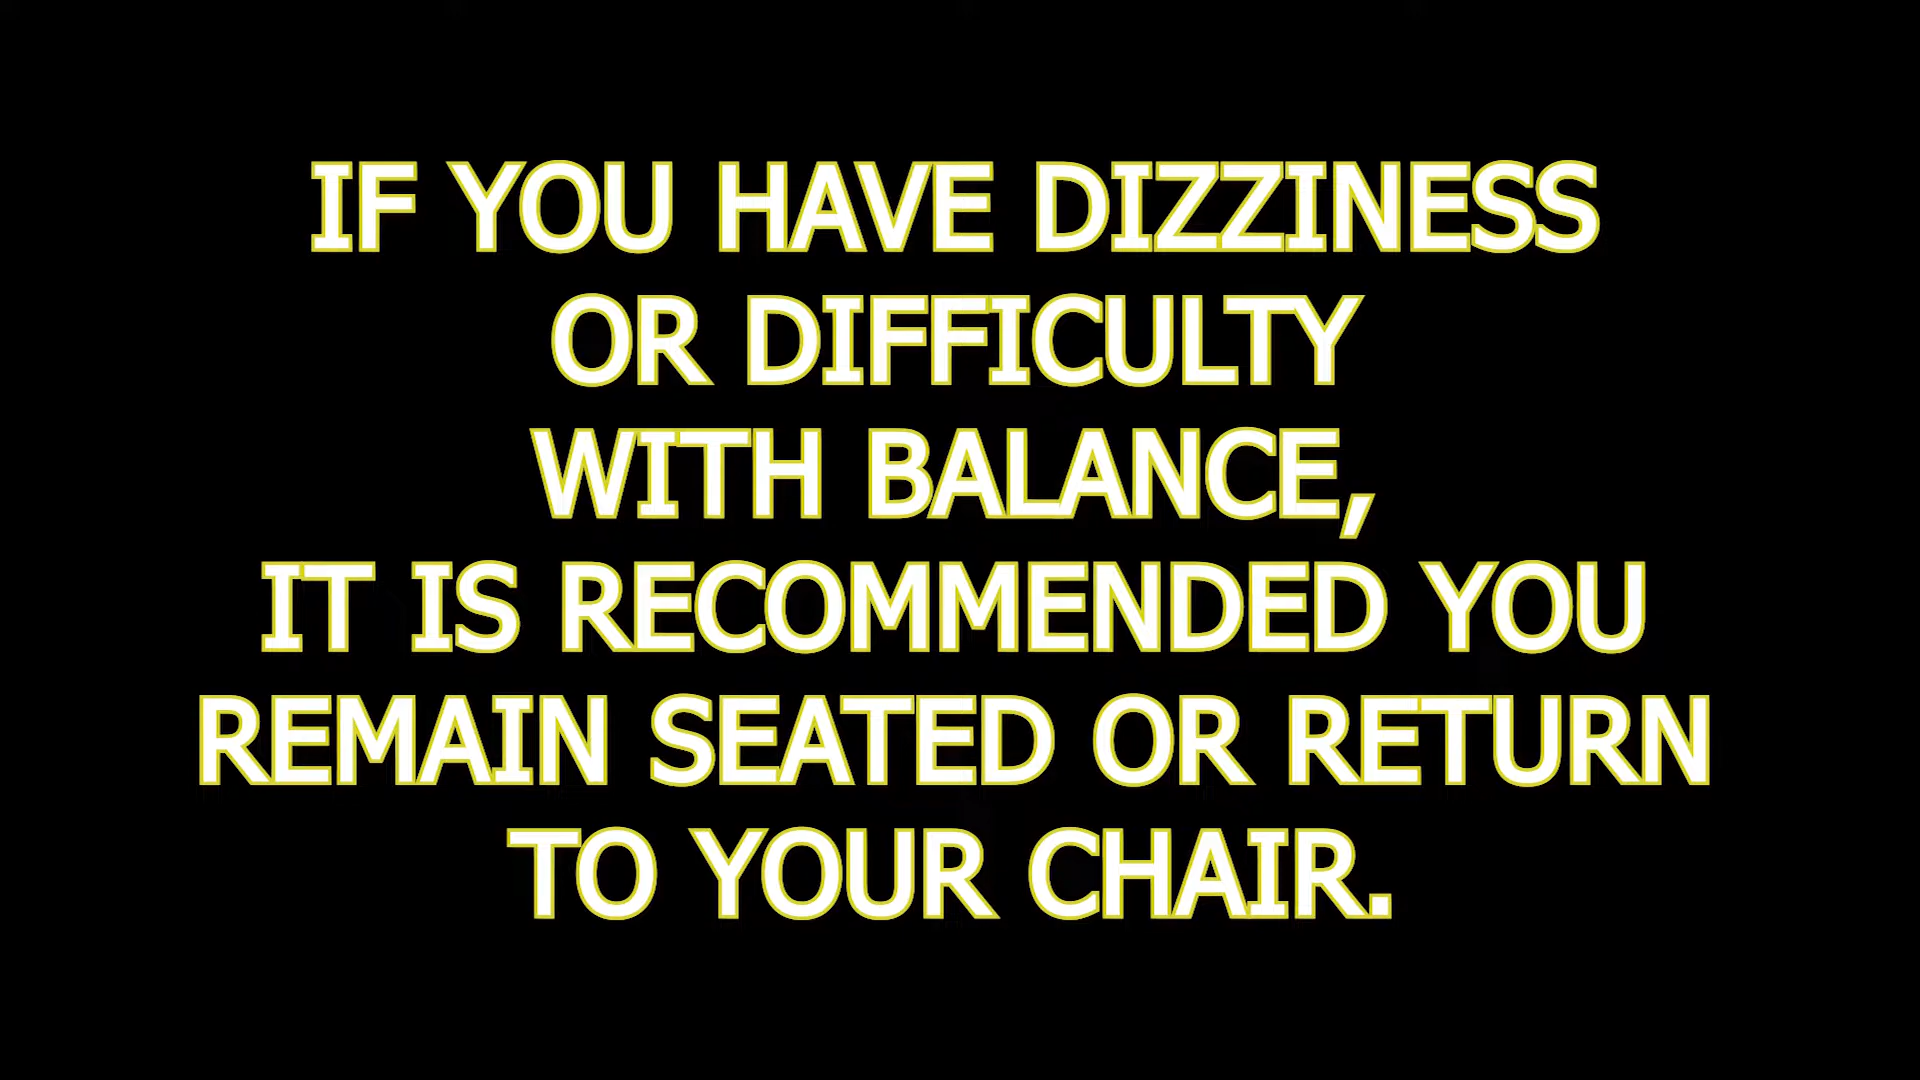 IF YOU HAVE DIZZINESS
OR DIFFICULTY
WITH BALANCE,
IT IS RECOMMENDED YOU
REMAIN SEATED OR RETURN
TO YOUR CHAIR.